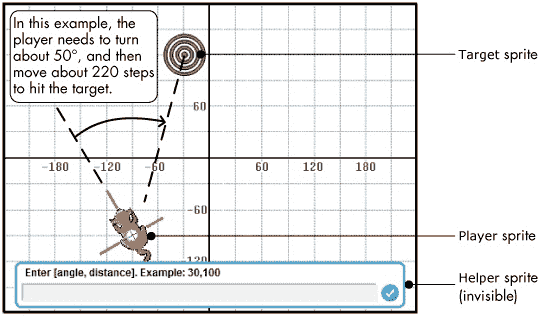 In this example, the
player needs to turn
about 50°, and then
move about 220 steps
to hit the target.
Target sprite
60
-180 -120 -60 60 120 180
-60
Player sprite
-120
Enter [angle, distance]. Example: 30,100
Helper sprite
(invisible)